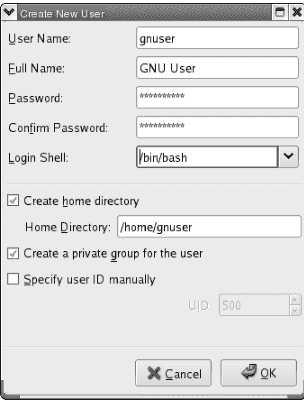 Create New User
User Name: gnuser
Full Name: GNU User
Password: **********
Confirm Password: **********
Login Shell: /bin/bash
Create home directory
Home Directory: /home/gnuser
Create a private group for the user
Specify user ID manually
UID: 500
Cancel OK